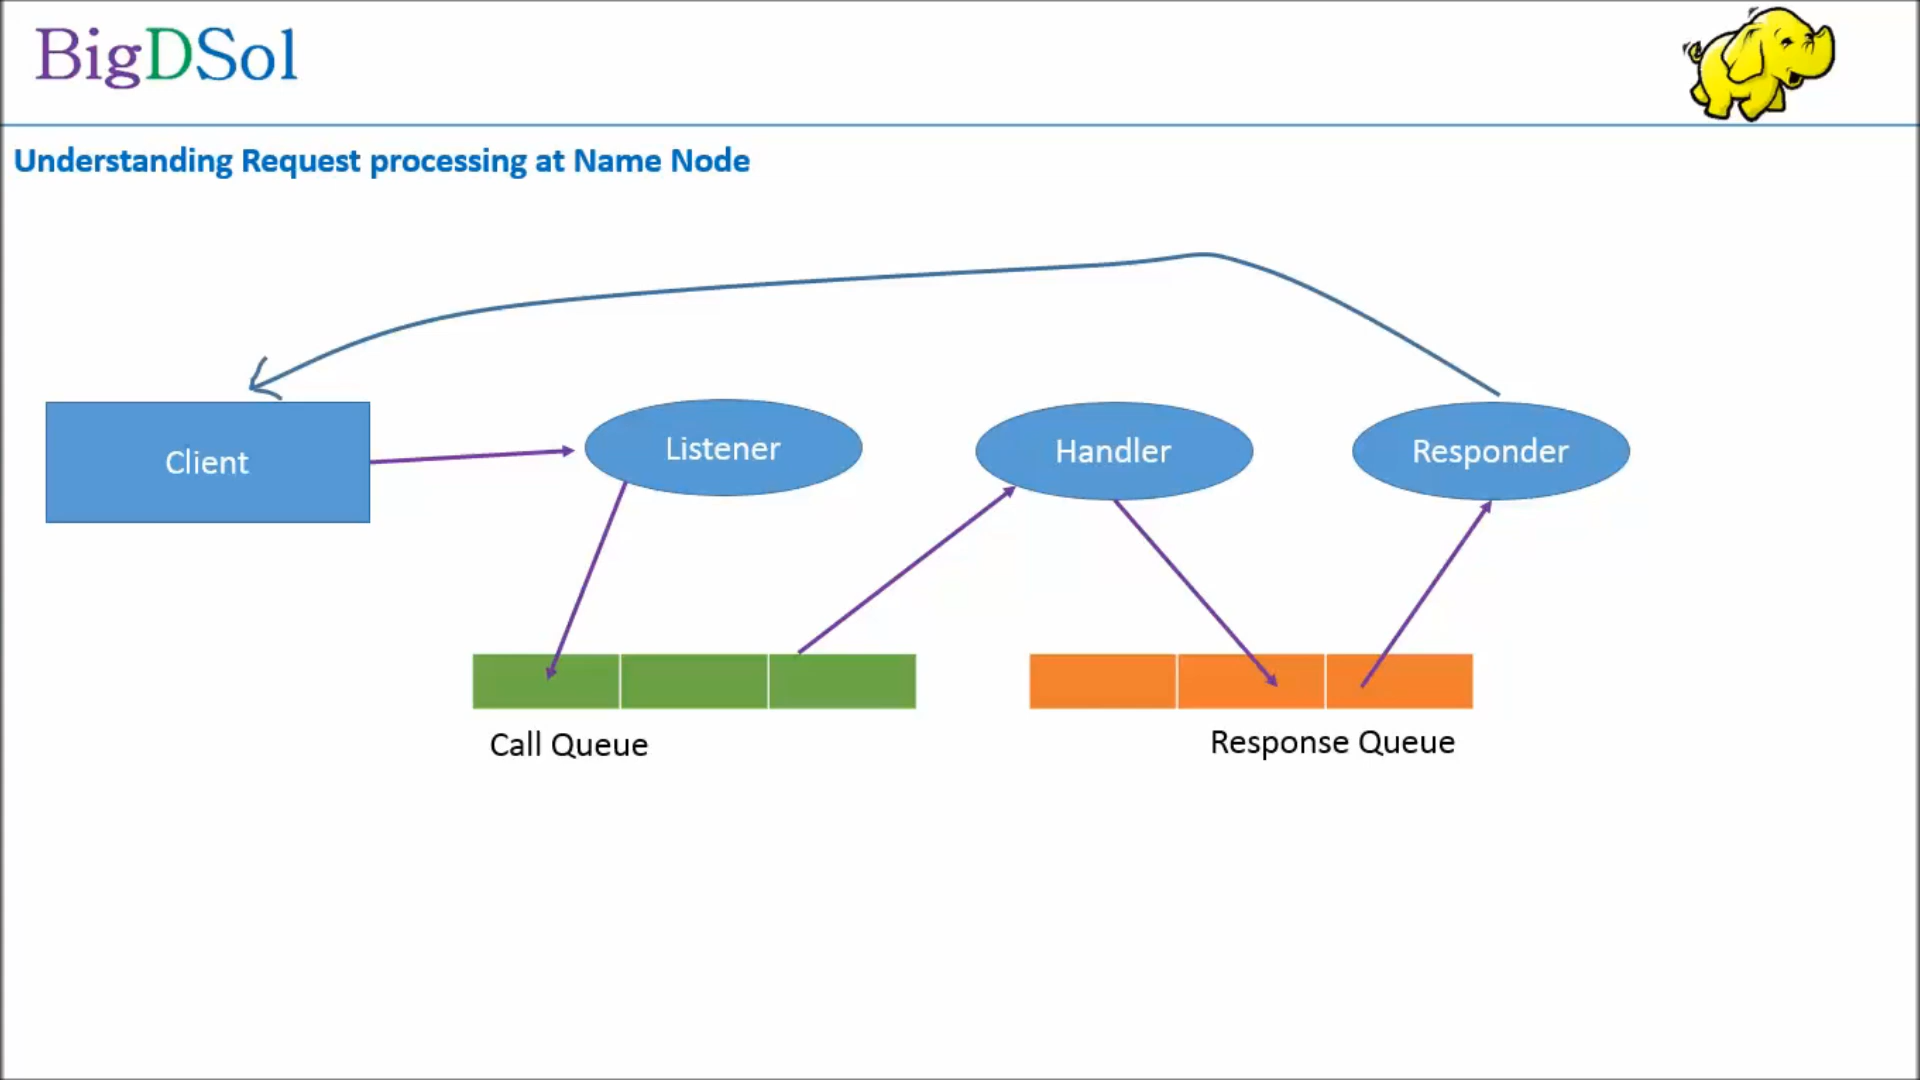 BigDSol
Understanding Request processing at Name Node
Client
Listener
Handler
Responder
Call Queue
Response Queue